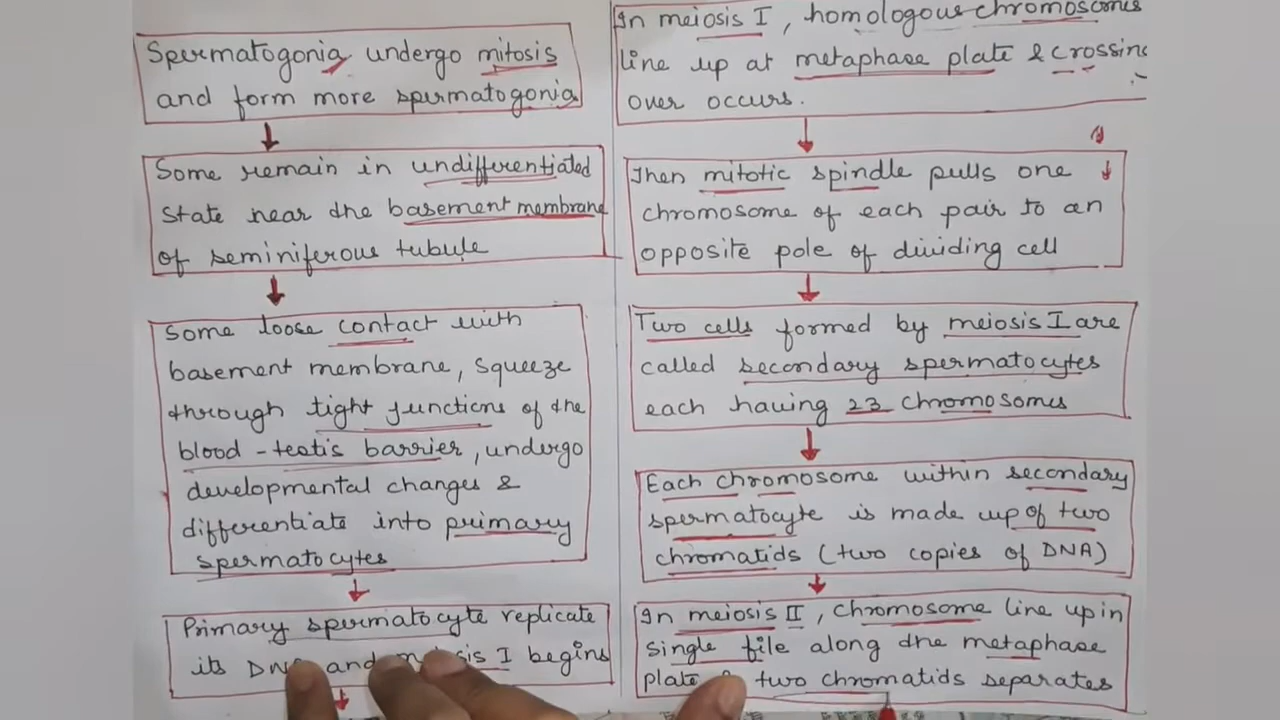 Spermatogonia undergo mitosis
and form more spermatogonia
Some remain in undifferentiated
state near the basement membrane
of seminiferous tubule
Some loose contact with
basement membrane, squeeze
through tight junctions of the
blood-testis barrier, undergo
developmental changes &
differentiate into primary
spermatocytes
Primary spermatocyte replicate
its DNA and I begins
In meiosis I, homologous chromosomes
line up at metaphase plate & crossing
over occurs.
Then mitotic spindle pulls one
chromosome of each pair to an
opposite pole of dividing cell
Two cells formed by meiosis I are
called secondary spermatocytes
each having 23 chromosomes
Each chromosome within secondary
spermatocyte is made up of two
chromatids (two copies of DNA)
In meiosis II, chromosome line up in
single file along the metaphase
plate two chromatids separates